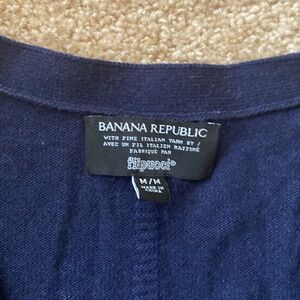 BANANA REPUBLIC
WITH FINE ITALIAN YARN BY /
AVEC UN FIL ITALIEN RAFFINÉ
FABRIQUÉ PAR
filpucci®
M/M
MADE IN
CHINA